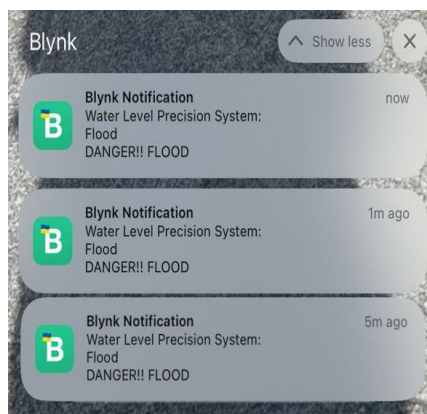 Blynk
Show less
Blynk Notification
now
Water Level Precision System:
Flood
DANGER!! FLOOD
B
Blynk Notification
1m ago
Water Level Precision System:
Flood
DANGER!! FLOOD
B
Blynk Notification
5m ago
Water Level Precision System:
Flood
DANGER!! FLOOD
B